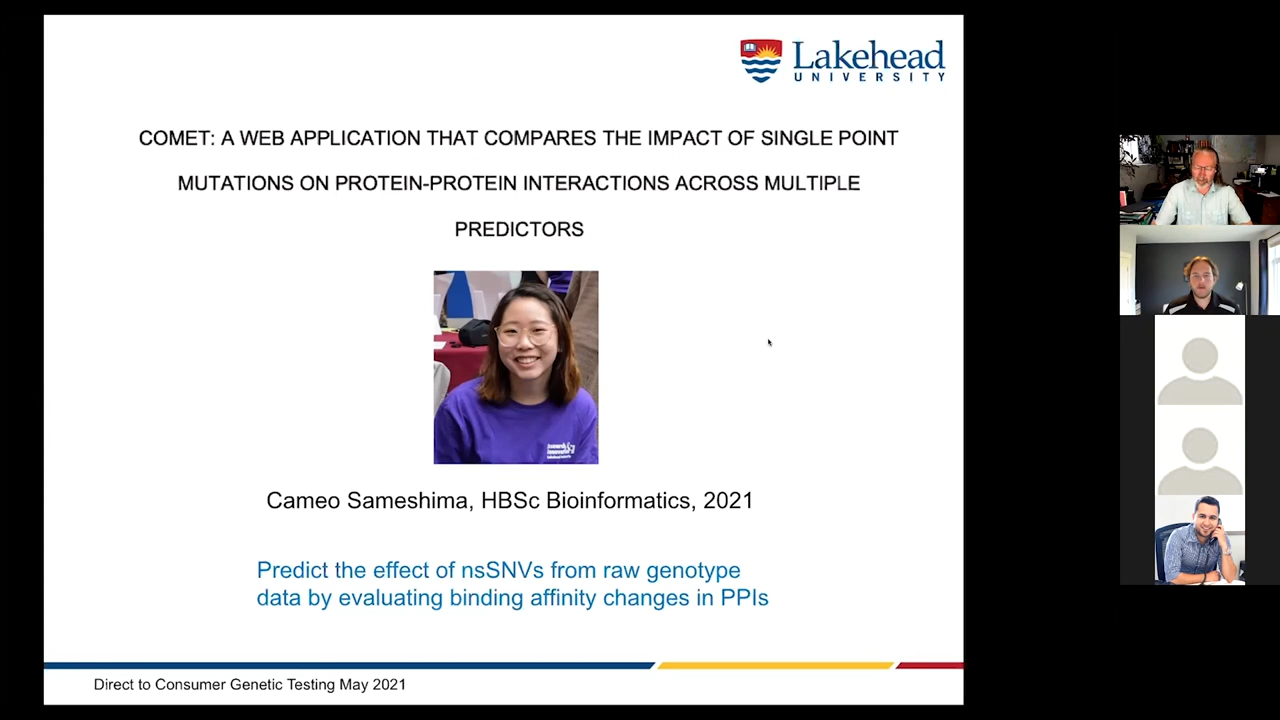 Lakehead
UNIVERSITY
COMET: A WEB APPLICATION THAT COMPARES THE IMPACT OF SINGLE POINT
MUTATIONS ON PROTEIN-PROTEIN INTERACTIONS ACROSS MULTIPLE
PREDICTORS
Cameo Sameshima, HBSc Bioinformatics, 2021
Predict the effect of nsSNVs from raw genotype
data by evaluating binding affinity changes in PPIs
Direct to Consumer Genetic Testing May 2021